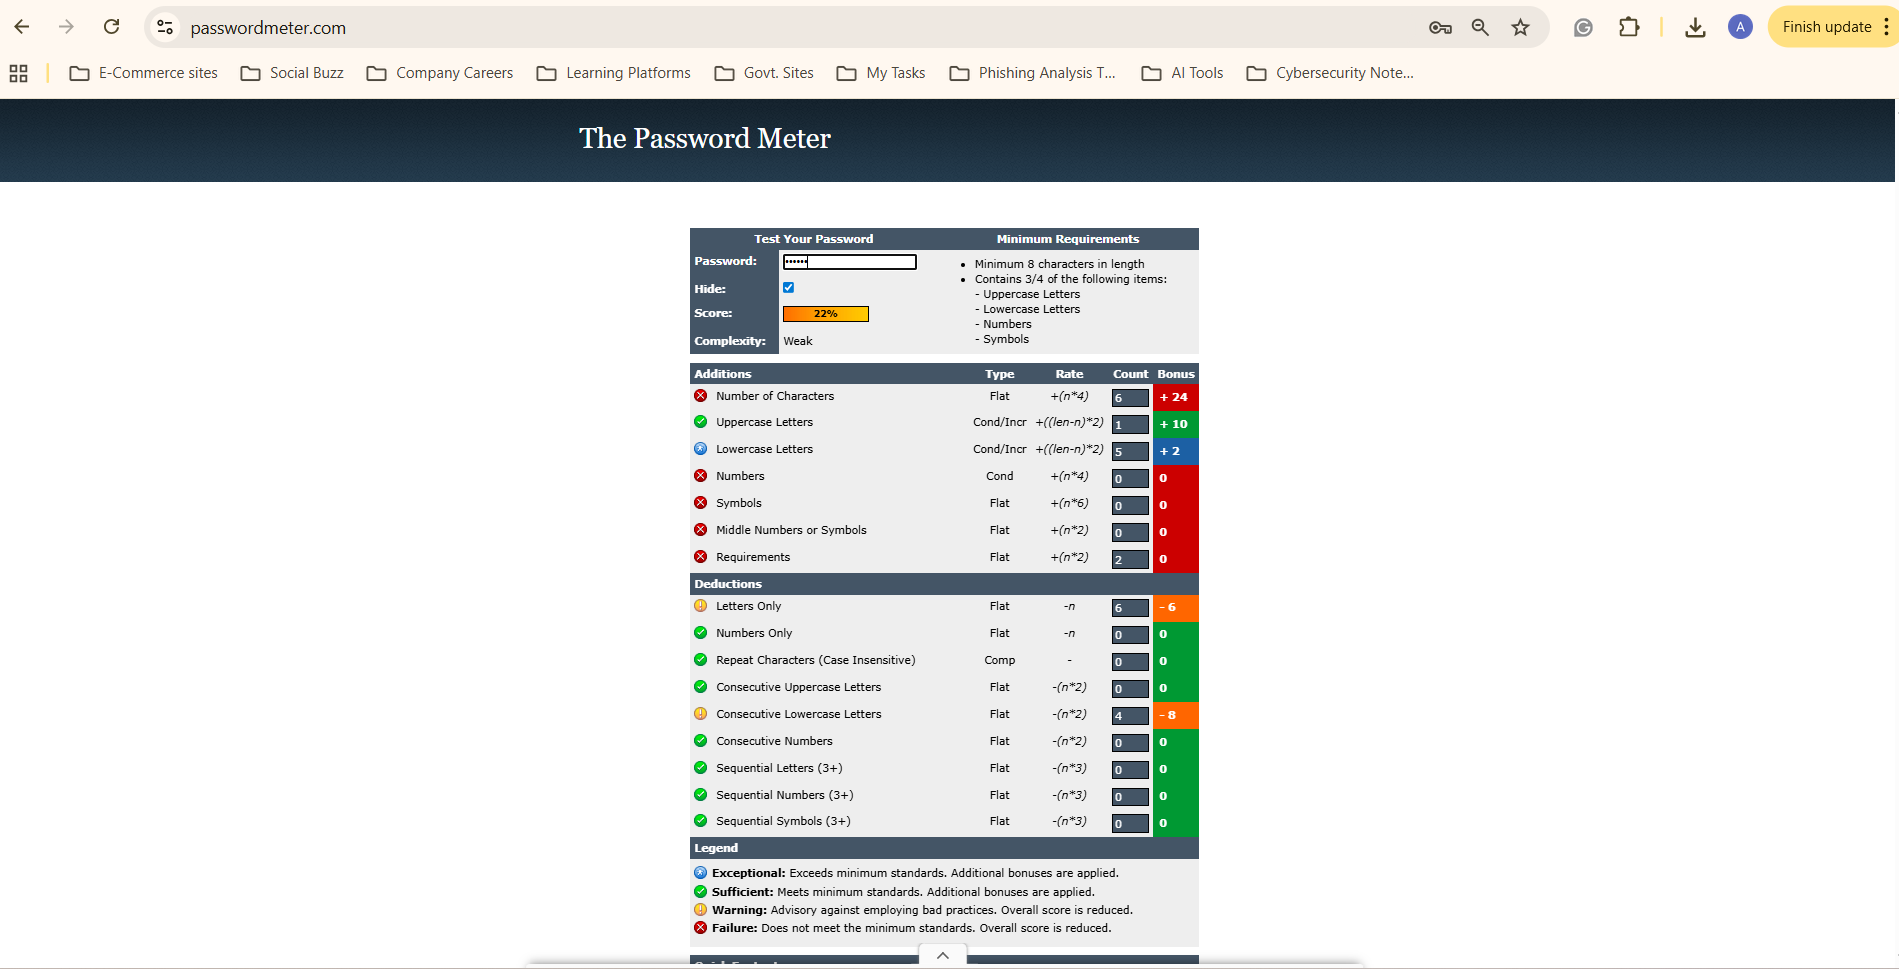 passwordmeter.com
A
Finish update
E-Commerce sites
Social Buzz
Company Careers
Learning Platforms
Govt. Sites
My Tasks
Phishing Analysis T...
AI Tools
Cybersecurity Note...
The Password Meter
Test Your Password
Minimum Requirements
Password:
••••••
Hide:
Score:
22%
Complexity:
Weak
• Minimum 8 characters in length
• Contains 3/4 of the following items:
- Uppercase Letters
- Lowercase Letters
- Numbers
- Symbols
Additions Type Rate Count Bonus
Number of Characters Flat +(n*4) 6 + 24
Uppercase Letters Cond/Incr +((len-n)*2) 1 + 10
Lowercase Letters Cond/Incr +((len-n)*2) 5 + 2
Numbers Cond +(n*4) 0 0
Symbols Flat +(n*6) 0 0
Middle Numbers or Symbols Flat +(n*2) 0 0
Requirements Flat +(n*2) 2 0
Deductions
Letters Only Flat -n 6 - 6
Numbers Only Flat -n 0 0
Repeat Characters (Case Insensitive) Comp - 0 0
Consecutive Uppercase Letters Flat -(n*2) 0 0
Consecutive Lowercase Letters Flat -(n*2) 4 - 8
Consecutive Numbers Flat -(n*2) 0 0
Sequential Letters (3+) Flat -(n*3) 0 0
Sequential Numbers (3+) Flat -(n*3) 0 0
Sequential Symbols (3+) Flat -(n*3) 0 0
Legend
Exceptional: Exceeds minimum standards. Additional bonuses are applied.
Sufficient: Meets minimum standards. Additional bonuses are applied.
Warning: Advisory against employing bad practices. Overall score is reduced.
Failure: Does not meet the minimum standards. Overall score is reduced.